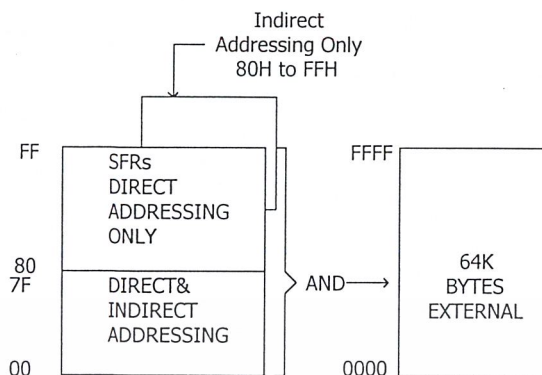 Indirect
Addressing Only
80H to FFH
FF
SFRs
DIRECT
ADDRESSING
ONLY
80
7F
DIRECT&
INDIRECT
ADDRESSING
00
AND
FFFF
64K
BYTES
EXTERNAL
0000